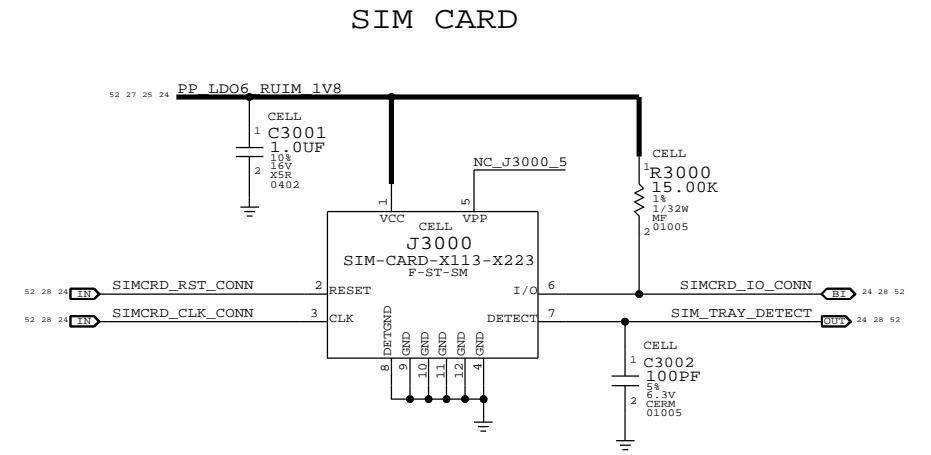 SIM CARD
52 27 25 24 PP_LDO6_RUIM_1V8
CELL
1 C3001
1.0UF
10%
16V
2 X5R
0402
NC_J3000_5
CELL
1 R3000
15.00K
1%
1/32W
MF
2 01005
1 5
VCC VPP
CELL
J3000
SIM-CARD-X113-X223
F-ST-SM
52 28 24 IN SIMCRD_RST_CONN 2 RESET I/O 6 SIMCRD_IO_CONN BI 24 28 52
52 28 24 IN SIMCRD_CLK_CONN 3 CLK DETECT 7 SIM_TRAY_DETECT OUT 24 28 52
DETGND GND GND GND GND GND
8 9 10 11 12 4
CELL
1 C3002
100PF
5%
6.3V
2 CERM
01005